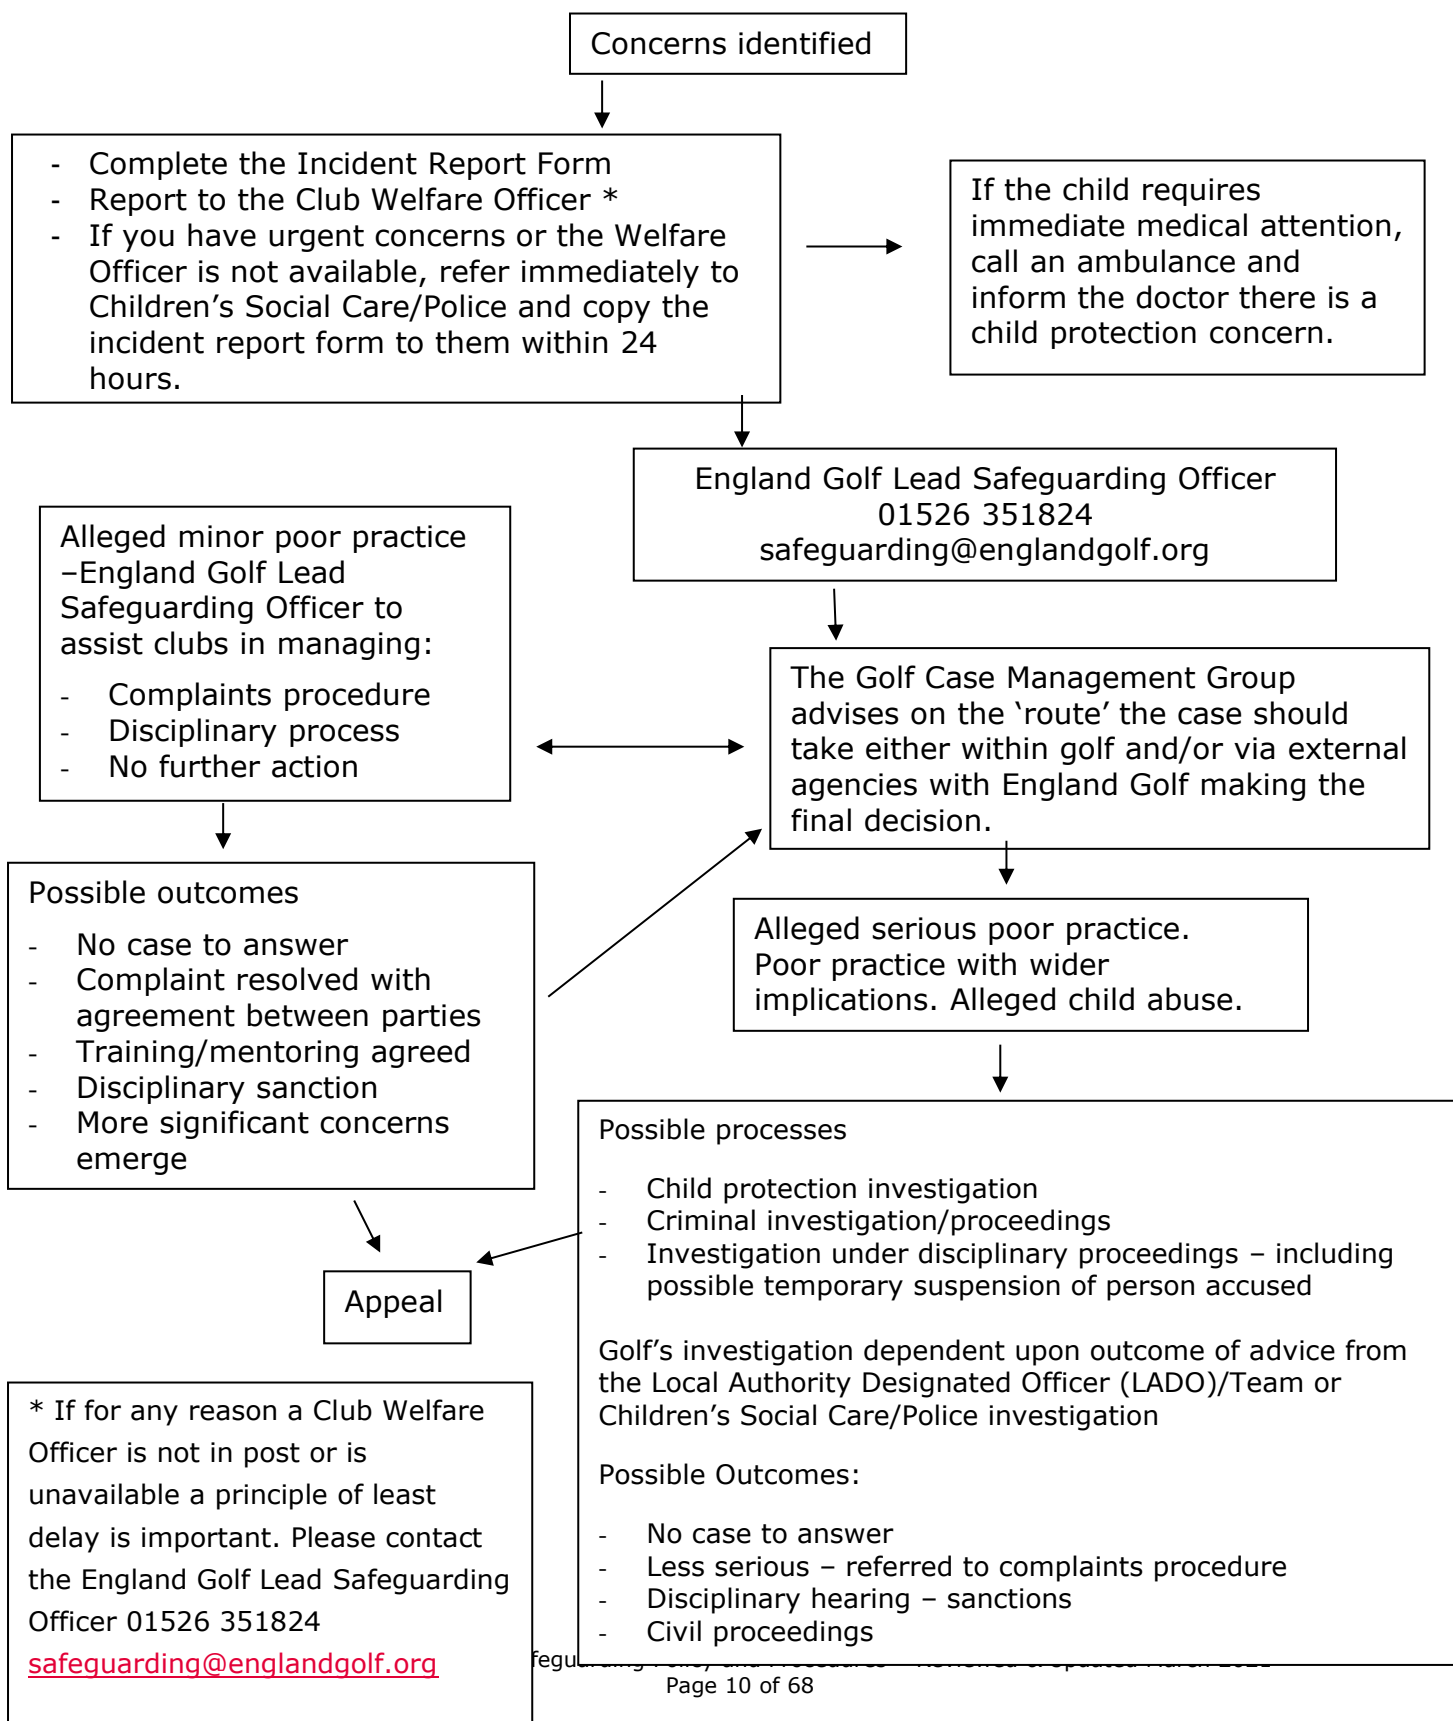 Concerns identified
- Complete the Incident Report Form
- Report to the Club Welfare Officer *
- If you have urgent concerns or the Welfare
Officer is not available, refer immediately to
Children’s Social Care/Police and copy the
incident report form to them within 24
hours.
If the child requires
immediate medical attention,
call an ambulance and
inform the doctor there is a
child protection concern.
England Golf Lead Safeguarding Officer
01526 351824
safeguarding@englandgolf.org
Alleged minor poor practice
–England Golf Lead
Safeguarding Officer to
assist clubs in managing:
- Complaints procedure
- Disciplinary process
- No further action
The Golf Case Management Group
advises on the ‘route’ the case should
take either within golf and/or via external
agencies with England Golf making the
final decision.
Possible outcomes
- No case to answer
- Complaint resolved with
agreement between parties
- Training/mentoring agreed
- Disciplinary sanction
- More significant concerns
emerge
Alleged serious poor practice.
Poor practice with wider
implications. Alleged child abuse.
Possible processes
- Child protection investigation
- Criminal investigation/proceedings
- Investigation under disciplinary proceedings – including
possible temporary suspension of person accused
Golf’s investigation dependent upon outcome of advice from
the Local Authority Designated Officer (LADO)/Team or
Children’s Social Care/Police investigation
Possible Outcomes:
- No case to answer
- Less serious – referred to complaints procedure
- Disciplinary hearing – sanctions
- Civil proceedings
Appeal
* If for any reason a Club Welfare
Officer is not in post or is
unavailable a principle of least
delay is important. Please contact
the England Golf Lead Safeguarding
Officer 01526 351824
safeguarding@englandgolf.org
Page 10 of 68